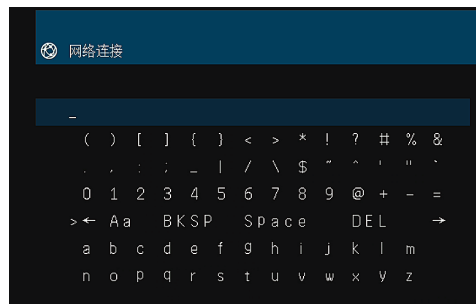 网络连接
_
( ) [ ] { } < > * ! ? # % &
. , : ; _ | / \ $ ~ ^ ' " `
0 1 2 3 4 5 6 7 8 9 @ + - =
>← Aa BKSP Space DEL →
a b c d e f g h i j k l m
n o p q r s t u v w x y z